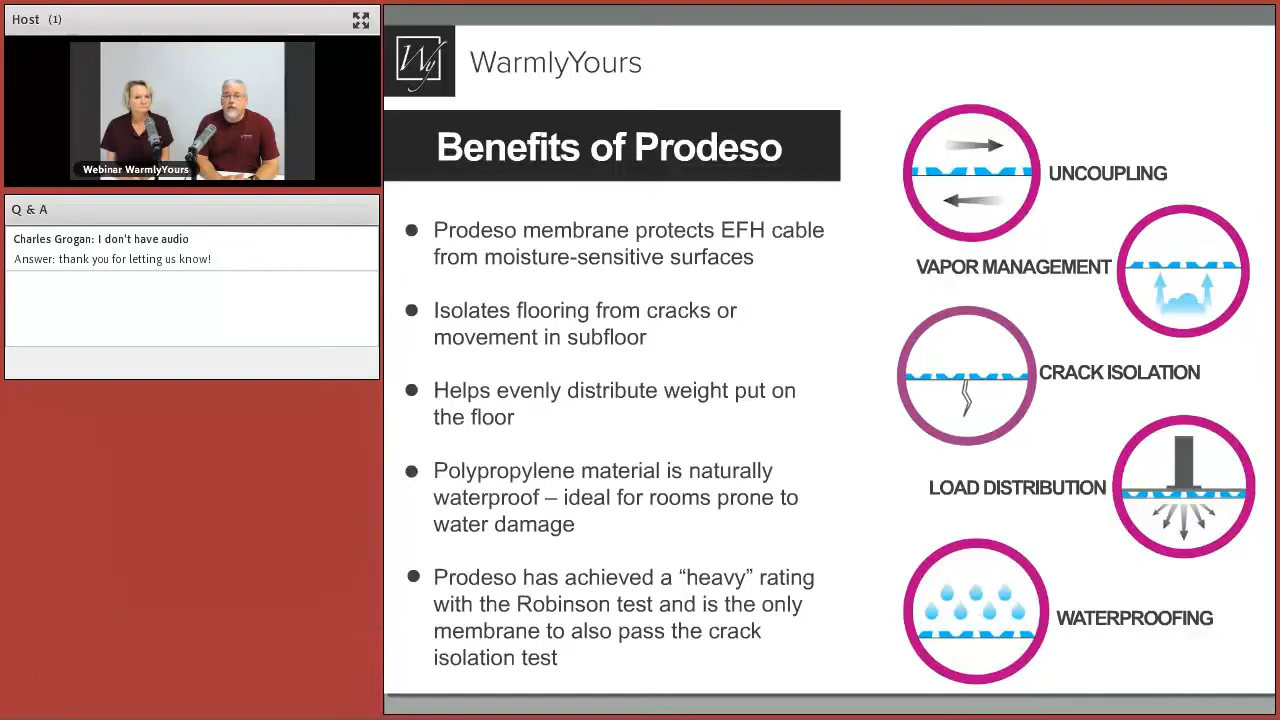 Host (1)
Webinar WarmlyYours
Q & A
Charles Grogan: I don't have audio
Answer: thank you for letting us know!
Wy
WarmlyYours
Benefits of Prodeso
● Prodeso membrane protects EFH cable
from moisture-sensitive surfaces
● Isolates flooring from cracks or
movement in subfloor
● Helps evenly distribute weight put on
the floor
● Polypropylene material is naturally
waterproof – ideal for rooms prone to
water damage
● Prodeso has achieved a “heavy” rating
with the Robinson test and is the only
membrane to also pass the crack
isolation test
UNCOUPLING
VAPOR MANAGEMENT
CRACK ISOLATION
LOAD DISTRIBUTION
WATERPROOFING